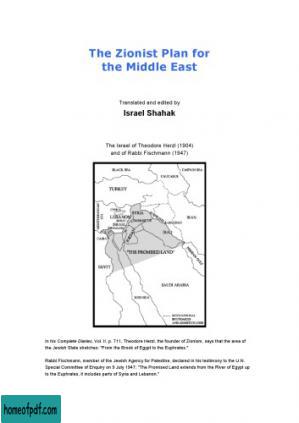 The Zionist Plan for
the Middle East
Translated and edited by
Israel Shahak
The Israel of Theodore Herzl (1904)
and of Rabbi Fischmann (1947)
BLACK SEA
CASPIAN SEA
CAUCASUS
TURKEY
SYRIA
LEBANON
IRAN
IRAQ
CAIRO
"THE PROMISED LAND"
EGYPT
SAUDI ARABIA
In his Complete Diaries, Vol. II. p. 711, Theodore Herzl, the founder of Zionism, says that the area of
the Jewish State stretches: "From the Brook of Egypt to the Euphrates."
Rabbi Fischmann, member of the Jewish Agency for Palestine, declared in his testimony to the U.N.
Special Committee of Enquiry on 9 July 1947: "The Promised Land extends from the River of Egypt up
to the Euphrates, it includes parts of Syria and Lebanon."
homeofpdf.com